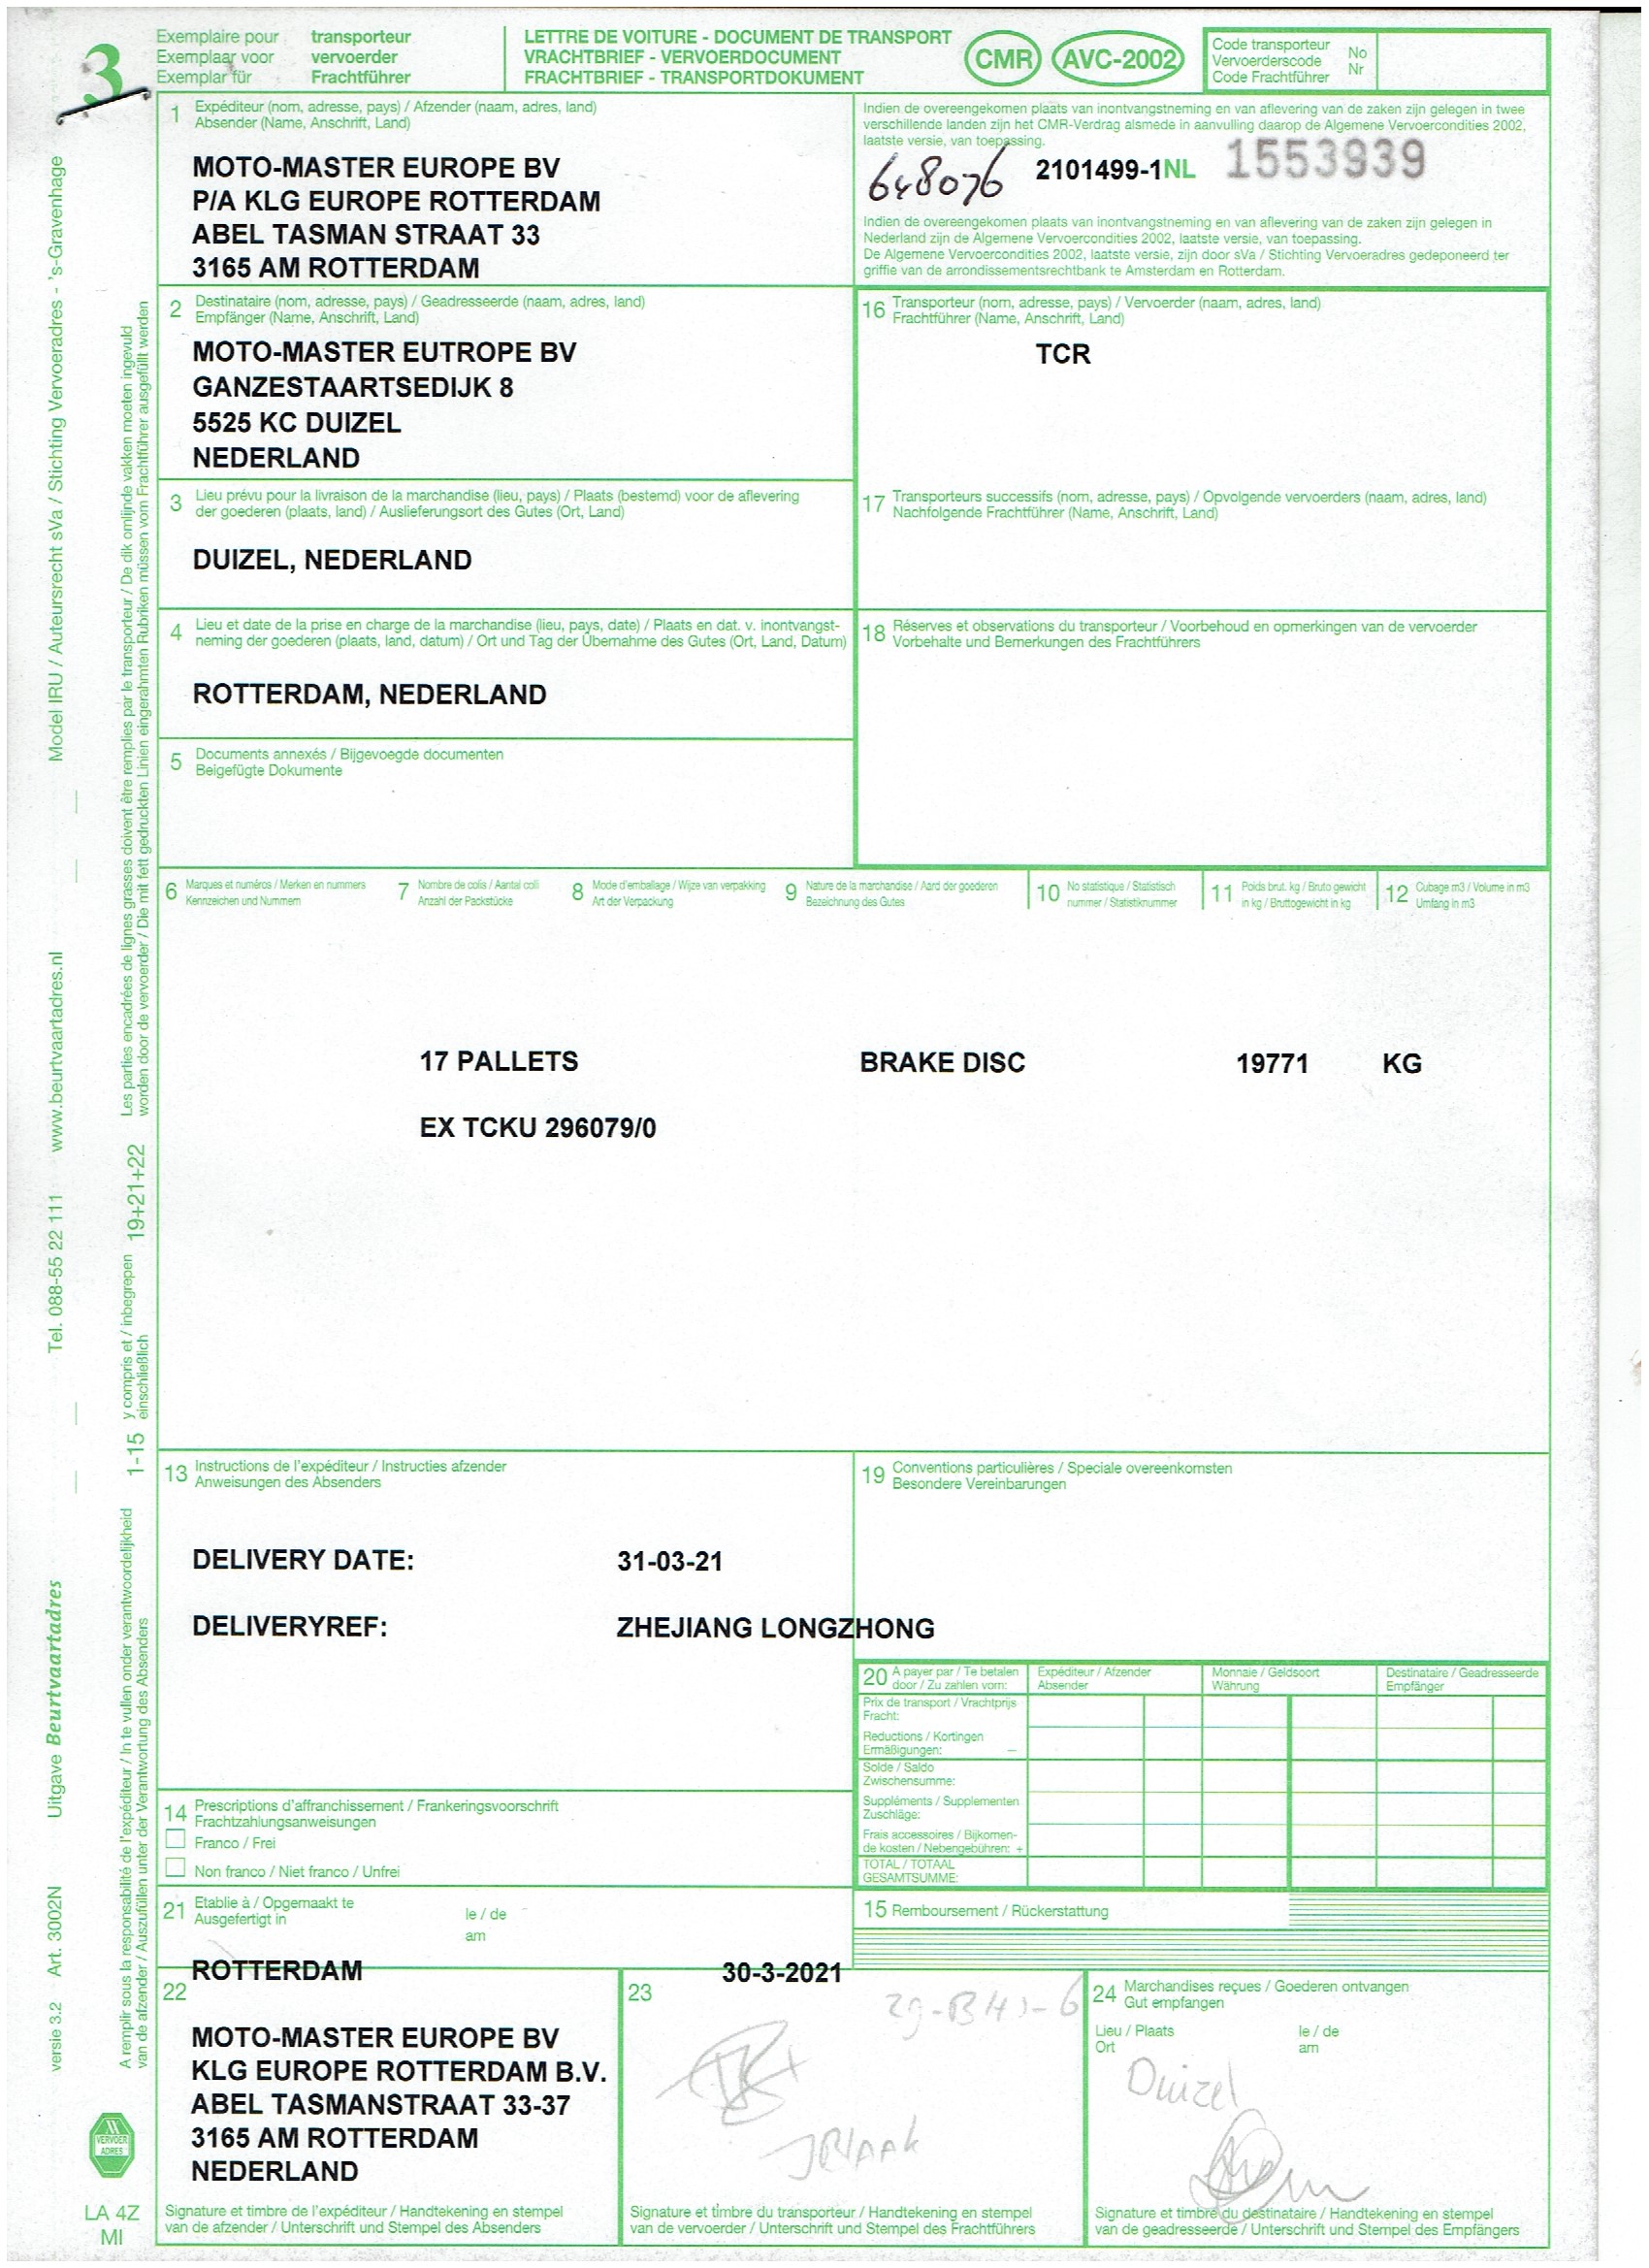 3
Exemplaire pour transporteur
Exemplaar voor vervoerder
Exemplar für Frachtführer
LETTRE DE VOITURE - DOCUMENT DE TRANSPORT
VRACHTBRIEF - VERVOERDOCUMENT
FRACHTBRIEF - TRANSPORTDOKUMENT
CMR
AVC-2002
Code transporteur
Vervoerderscode
Code Frachtführer
No
Nr
1 Expéditeur (nom, adresse, pays) / Afzender (naam, adres, land)
Absender (Name, Anschrift, Land)
MOTO-MASTER EUROPE BV
P/A KLG EUROPE ROTTERDAM
ABEL TASMAN STRAAT 33
3165 AM ROTTERDAM
Indien de overeengekomen plaats van inontvangstneming en van aflevering van de zaken zijn gelegen in twee
verschillende landen zijn het CMR-Verdrag alsmede in aanvulling daarop de Algemene Vervoercondities 2002,
laatste versie, van toepassing.
648076 2101499-1NL 1553939
Indien de overeengekomen plaats van inontvangstneming en van aflevering van de zaken zijn gelegen in
Nederland zijn de Algemene Vervoercondities 2002, laatste versie, van toepassing.
De Algemene Vervoercondities 2002, laatste versie, zijn door sVa / Stichting Vervoeradres gedeponeerd ter
griffie van de arrondissementsrechtbank te Amsterdam en Rotterdam.
2 Destinataire (nom, adresse, pays) / Geadresseerde (naam, adres, land)
Empfänger (Name, Anschrift, Land)
MOTO-MASTER EUTROPE BV
GANZESTAARTSEDIJK 8
5525 KC DUIZEL
NEDERLAND
16 Transporteur (nom, adresse, pays) / Vervoerder (naam, adres, land)
Frachtführer (Name, Anschrift, Land)
TCR
3 Lieu prévu pour la livraison de la marchandise (lieu, pays) / Plaats (bestemd) voor de aflevering
der goederen (plaats, land) / Auslieferungsort des Gutes (Ort, Land)
DUIZEL, NEDERLAND
17 Transporteurs successifs (nom, adresse, pays) / Opvolgende vervoerders (naam, adres, land)
Nachfolgende Frachtführer (Name, Anschrift, Land)
4 Lieu et date de la prise en charge de la marchandise (lieu, pays, date) / Plaats en dat. v. inontvangst-
neming der goederen (plaats, land, datum) / Ort und Tag der Übernahme des Gutes (Ort, Land, Datum)
ROTTERDAM, NEDERLAND
18 Réserves et observations du transporteur / Voorbehoud en opmerkingen van de vervoerder
Vorbehalte und Bemerkungen des Frachtführers
5 Documents annexés / Bijgevoegde documenten
Beigefügte Dokumente
6 Marques et numéros / Merken en nummers
Kennzeichen und Nummern
7 Nombre de colis / Aantal colli
Anzahl der Packstücke
8 Mode d'emballage / Wijze van verpakking
Art der Verpackung
9 Nature de la marchandise / Aard der goederen
Bezeichnung des Gutes
10 No statistique / Statistisch
nummer / Statistiknummer
11 Poids brut. kg / Bruto gewicht
in kg / Bruttogewicht in kg
12 Cubage m3 / Volume in m3
Umfang in m3
17 PALLETS BRAKE DISC 19771 KG
EX TCKU 296079/0
13 Instructions de l'expéditeur / Instructies afzender
Anweisungen des Absenders
DELIVERY DATE: 31-03-21
DELIVERYREF: ZHEJIANG LONGZHONG
19 Conventions particulières / Speciale overeenkomsten
Besondere Vereinbarungen
20 A payer par / Te betalen
door / Zu zahlen vom:
Expéditeur / Afzender
Absender
Monnaie / Geldsoort
Währung
Destinataire / Geadresseerde
Empfänger
Prix de transport / Vrachtprijs
Fracht:
Reductions / Kortingen
Ermäßigungen: –
Solde / Saldo
Zwischensumme:
Suppléments / Supplementen
Zuschläge:
Frais accessoires / Bijkomen-
de kosten / Nebengebühren: +
TOTAL / TOTAAL
GESAMTSUMME:
14 Prescriptions d'affranchissement / Frankeringsvoorschrift
Frachtzahlungsanweisungen
Franco / Frei
Non franco / Niet franco / Unfrei
21 Etablie à / Opgemaakt te
Ausgefertigt in
le / de
am
15 Remboursement / Rückerstattung
ROTTERDAM 30-3-2021
22
MOTO-MASTER EUROPE BV
KLG EUROPE ROTTERDAM B.V.
ABEL TASMANSTRAAT 33-37
3165 AM ROTTERDAM
NEDERLAND
Signature et timbre de l'expéditeur / Handtekening en stempel
van de afzender / Unterschrift und Stempel des Absenders
23
Signature et timbre du transporteur / Handtekening en stempel
van de vervoerder / Unterschrift und Stempel des Frachtführers
24 Marchandises reçues / Goederen ontvangen
Gut empfangen
Lieu / Plaats
Ort
le / de
am
Duizel
Signature et timbre du destinataire / Handtekening en stempel
van de geadresseerde / Unterschrift und Stempel des Empfängers
Model IRU / Auteursrecht sVa / Stichting Vervoeradres - 's-Gravenhage
www.beurtvaartadres.nl
Tel. 088-55 22 111
Uitgave Beurtvaartadres
Art. 3002N
versie 3.2
Les parties encadrées de lignes grasses doivent être remplies par le transporteur / De dik omlijnde vakken moeten ingevuld
worden door de vervoerder / Die mit fett gedruckten Linien eingerahmten Rubriken müssen vom Frachtführer ausgefüllt werden
19+21+22
y compris et / inbegrepen
einschließlich
1-15
A remplir sous la responsabilité de l'expéditeur / In te vullen onder verantwoordelijkheid
van de afzender / Auszufüllen unter der Verantwortung des Absenders
VERVOER
ADRES
LA 4Z
MI